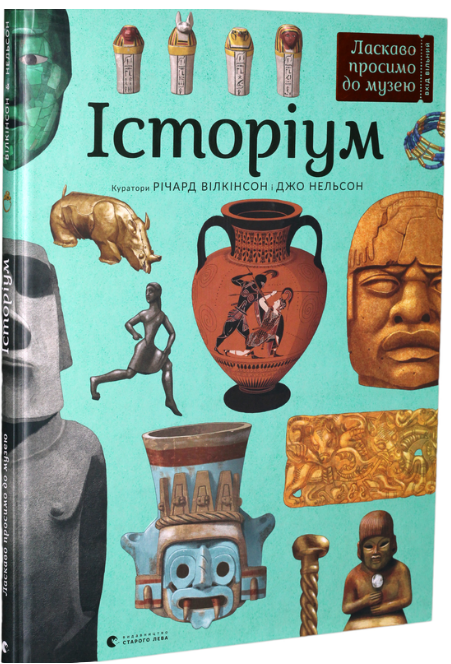 Ласкаво
просимо
до музею
ВХІД ВІЛЬНИЙ
Історіум
Куратори РІЧАРД ВІЛКІНСОН і ДЖО НЕЛЬСОН
ВИДАВНИЦТВО
СТАРОГО ЛЕВА
ВІЛКІНСОН & НЕЛЬСОН
Історіум
Ласкаво просимо до музею